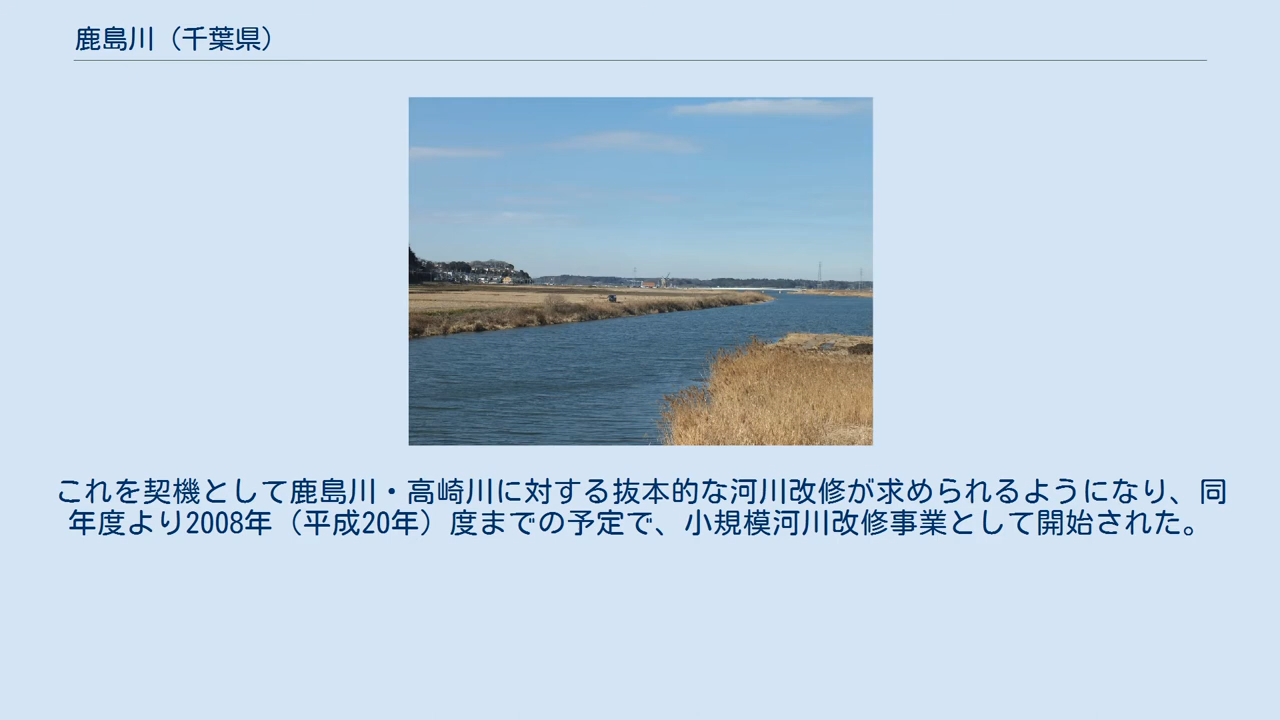 鹿島川（千葉県）
これを契機として鹿島川・高崎川に対する抜本的な河川改修が求められるようになり、同
年度より2008年（平成20年）度までの予定で、小規模河川改修事業として開始された。